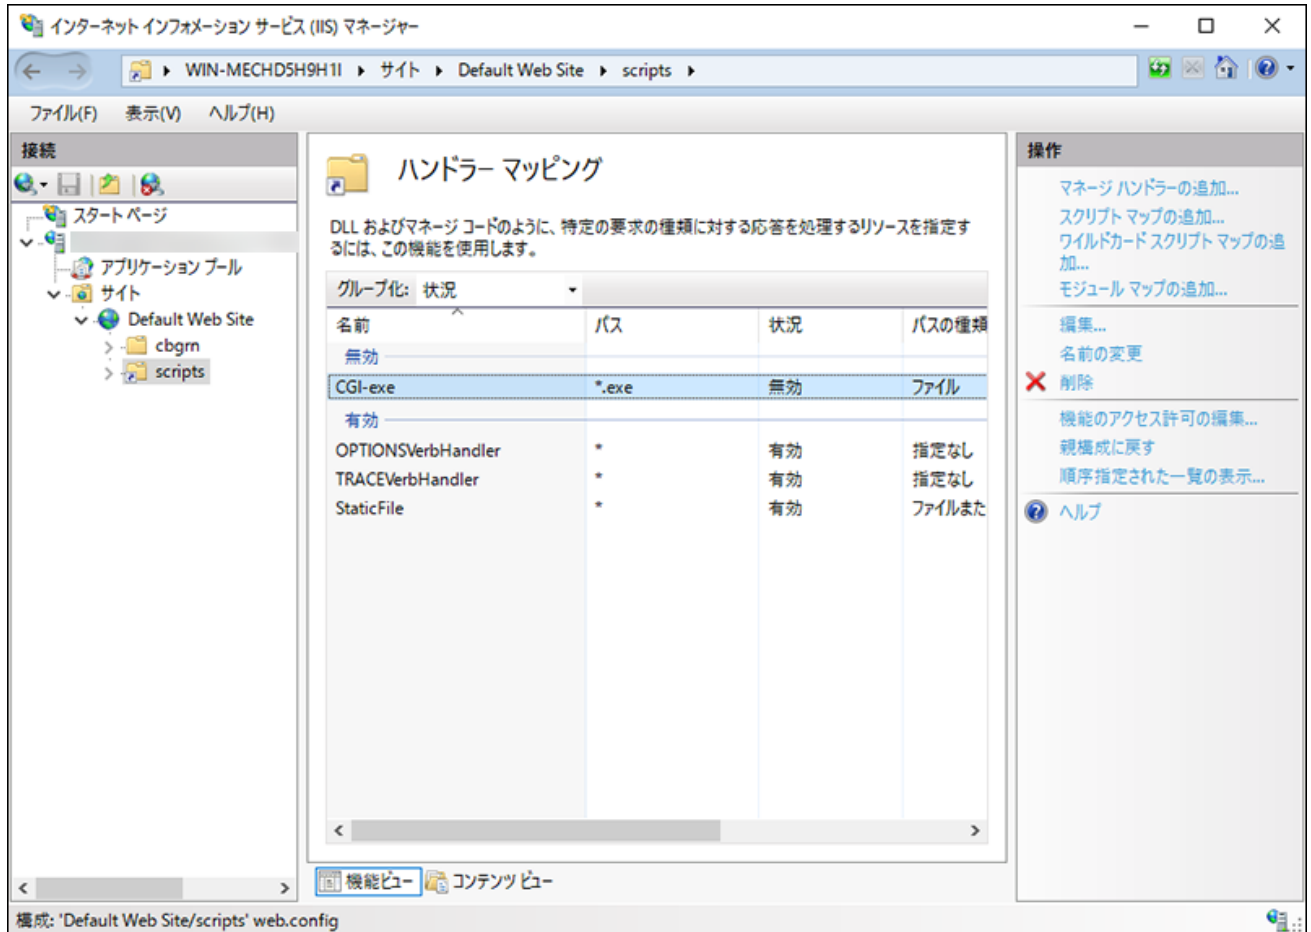 インターネット インフォメーション サービス (IIS) マネージャー
WIN-MECHD5H9H1I ▸ サイト ▸ Default Web Site ▸ scripts ▸
ファイル(F) 表示(V) ヘルプ(H)
接続
スタート ページ
アプリケーション プール
サイト
Default Web Site
cbgrn
scripts
ハンドラー マッピング
DLL およびマネージ コードのように、特定の要求の種類に対する応答を処理するリソースを指定す
るには、この機能を使用します。
グループ化: 状況
名前 パス 状況 パスの種類
無効
CGI-exe *.exe 無効 ファイル
有効
OPTIONSVerbHandler * 有効 指定なし
TRACEVerbHandler * 有効 指定なし
StaticFile * 有効 ファイルまた
機能ビュー コンテンツ ビュー
操作
マネージ ハンドラーの追加...
スクリプト マップの追加...
ワイルドカード スクリプト マップの追
加...
モジュール マップの追加...
編集...
名前の変更
削除
機能のアクセス許可の編集...
親構成に戻す
順序指定された一覧の表示...
ヘルプ
構成: 'Default Web Site/scripts' web.config